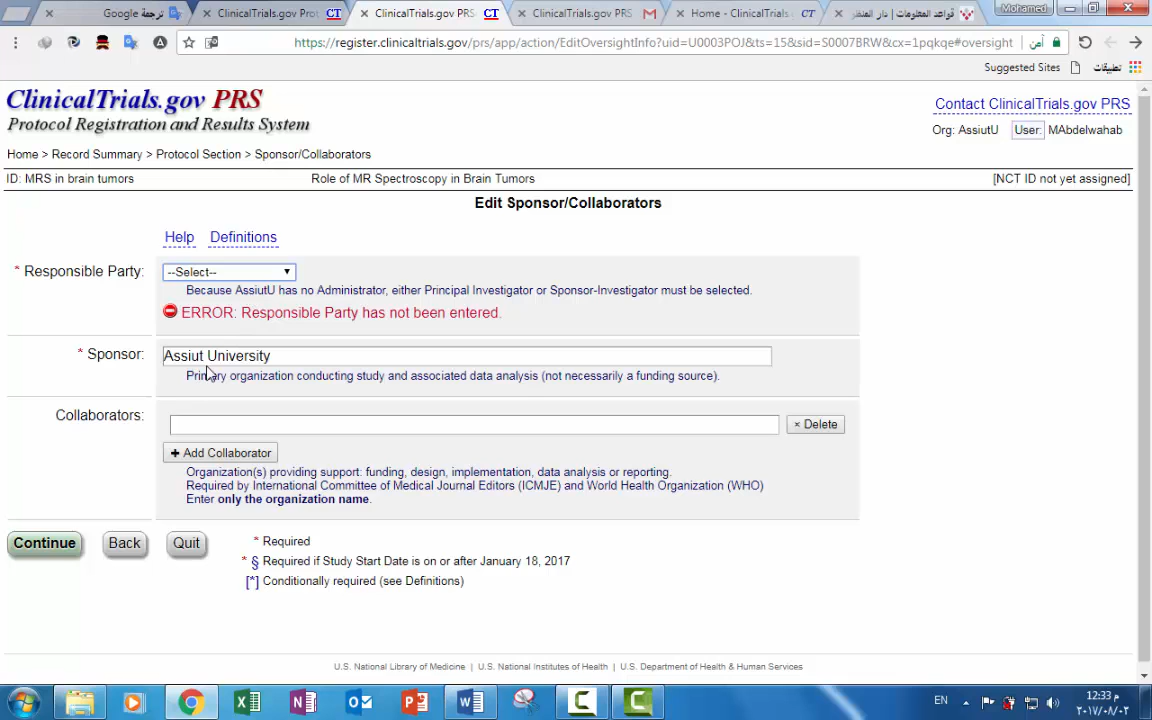 ترجمة Google
ClinicalTrials.gov Prot CT
ClinicalTrials.gov PRS: CT
ClinicalTrials.gov PRS
Home - ClinicalTrials CT
قواعد المعلومات | دار المنظر
Mohamed
https://register.clinicaltrials.gov/prs/app/action/EditOversightInfo?uid=U0003POJ&ts=15&sid=S0007BRW&cx=1pqkqe#oversight
آمن
Suggested Sites
تطبيقات
ClinicalTrials.gov PRS
Protocol Registration and Results System
Contact ClinicalTrials.gov PRS
Org: AssiutU User: MAbdelwahab
Home > Record Summary > Protocol Section > Sponsor/Collaborators
ID: MRS in brain tumors Role of MR Spectroscopy in Brain Tumors [NCT ID not yet assigned]
Edit Sponsor/Collaborators
Help Definitions
* Responsible Party: --Select--
Because AssiutU has no Administrator, either Principal Investigator or Sponsor-Investigator must be selected.
ERROR: Responsible Party has not been entered.
* Sponsor: Assiut University
Primary organization conducting study and associated data analysis (not necessarily a funding source).
Collaborators:
× Delete
+ Add Collaborator
Organization(s) providing support: funding, design, implementation, data analysis or reporting.
Required by International Committee of Medical Journal Editors (ICMJE) and World Health Organization (WHO)
Enter only the organization name.
Continue Back Quit
* Required
* § Required if Study Start Date is on or after January 18, 2017
[*] Conditionally required (see Definitions)
U.S. National Library of Medicine | U.S. National Institutes of Health | U.S. Department of Health & Human Services
EN
12:33 م
٢٠١٧/٠٨/٠٢